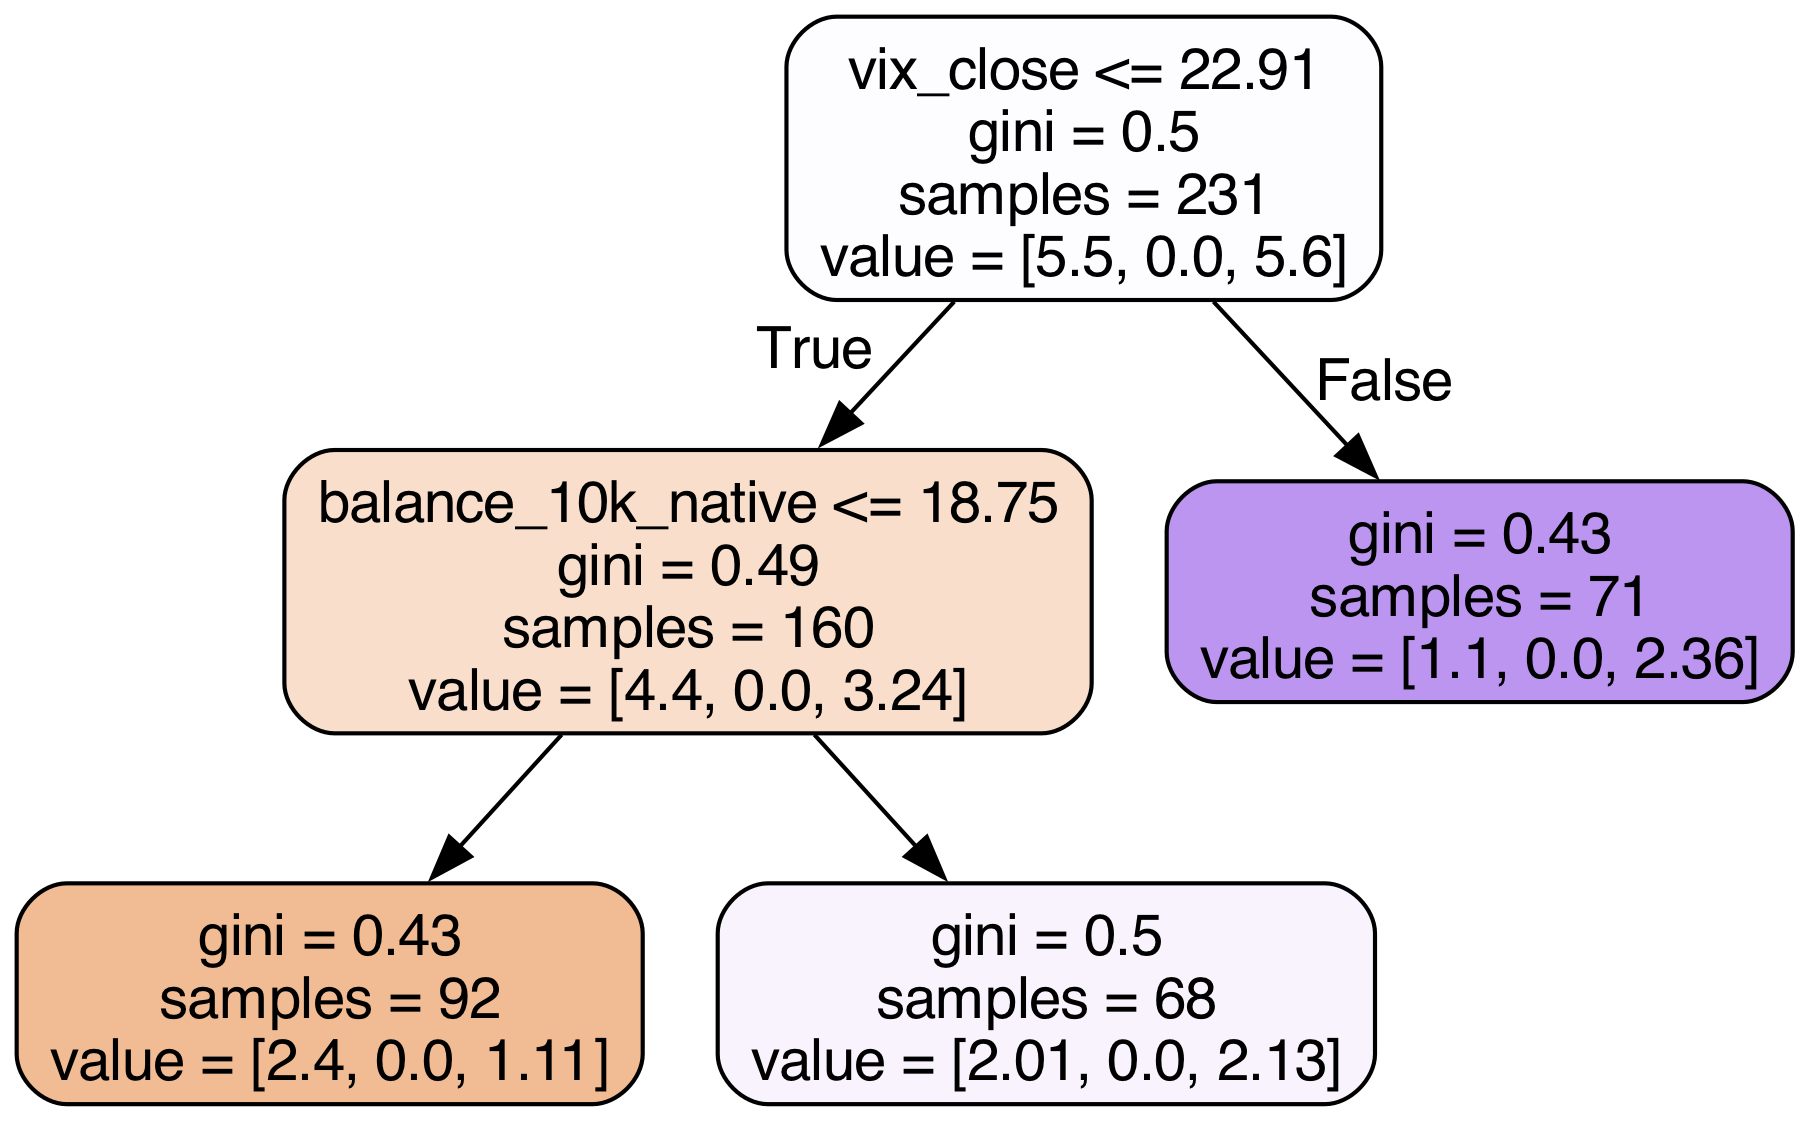 vix_close <= 22.91
gini = 0.5
samples = 231
value = [5.5, 0.0, 5.6]
True
False
balance_10k_native <= 18.75
gini = 0.49
samples = 160
value = [4.4, 0.0, 3.24]
gini = 0.43
samples = 71
value = [1.1, 0.0, 2.36]
gini = 0.43
samples = 92
value = [2.4, 0.0, 1.11]
gini = 0.5
samples = 68
value = [2.01, 0.0, 2.13]